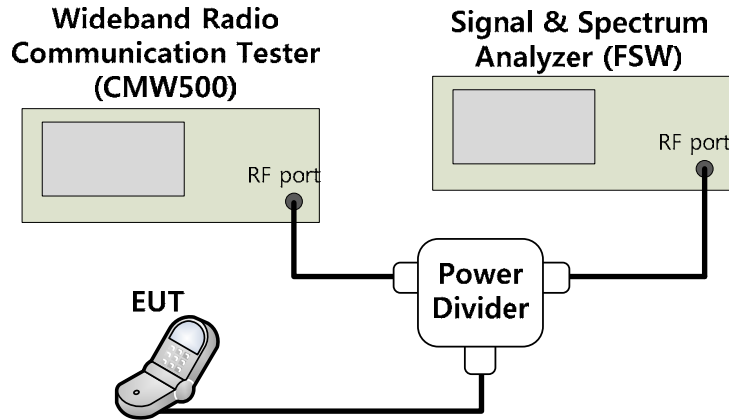 Wideband Radio
Communication Tester
(CMW500)
Signal & Spectrum
Analyzer (FSW)
RF port
RF port
Power
Divider
EUT